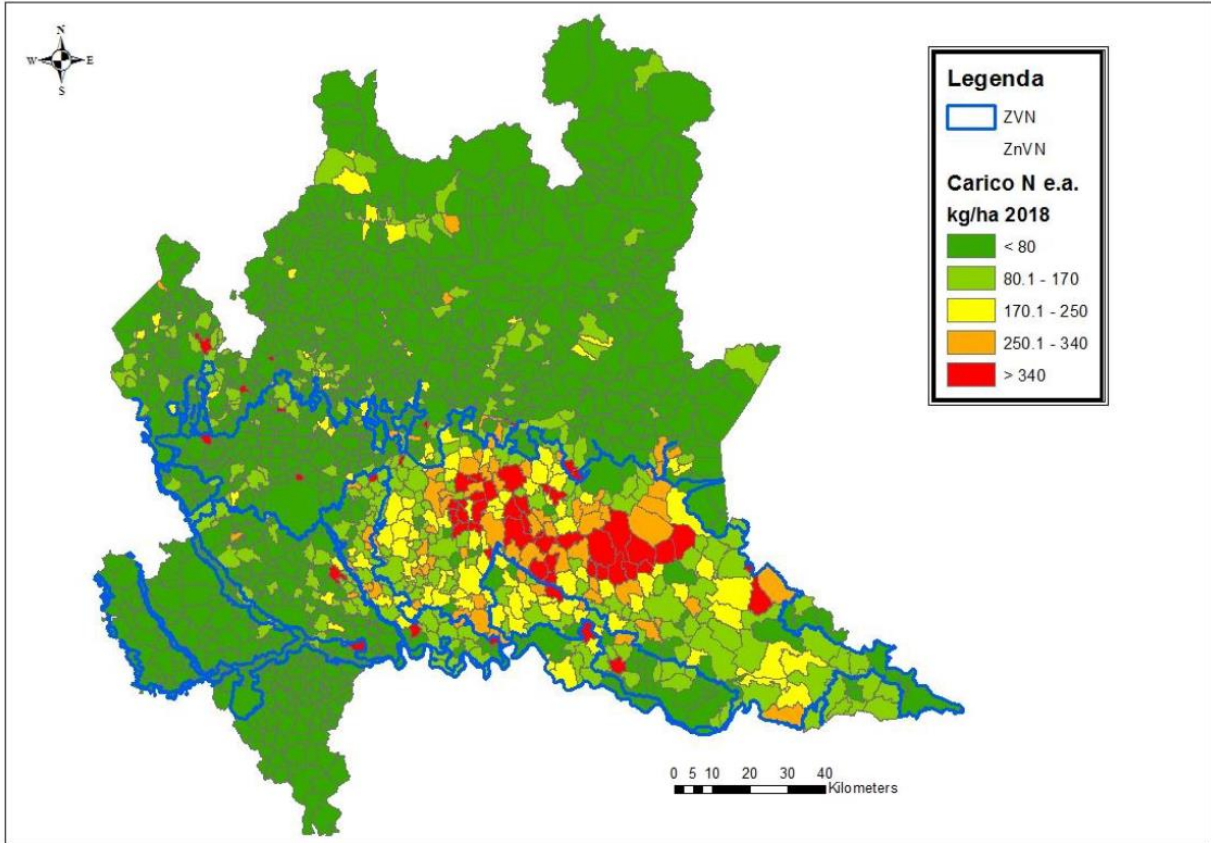 N
W E
S
Legenda
ZVN
ZnVN
Carico N e.a.
kg/ha 2018
< 80
80.1 - 170
170.1 - 250
250.1 - 340
> 340
0 5 10 20 30 40
Kilometers